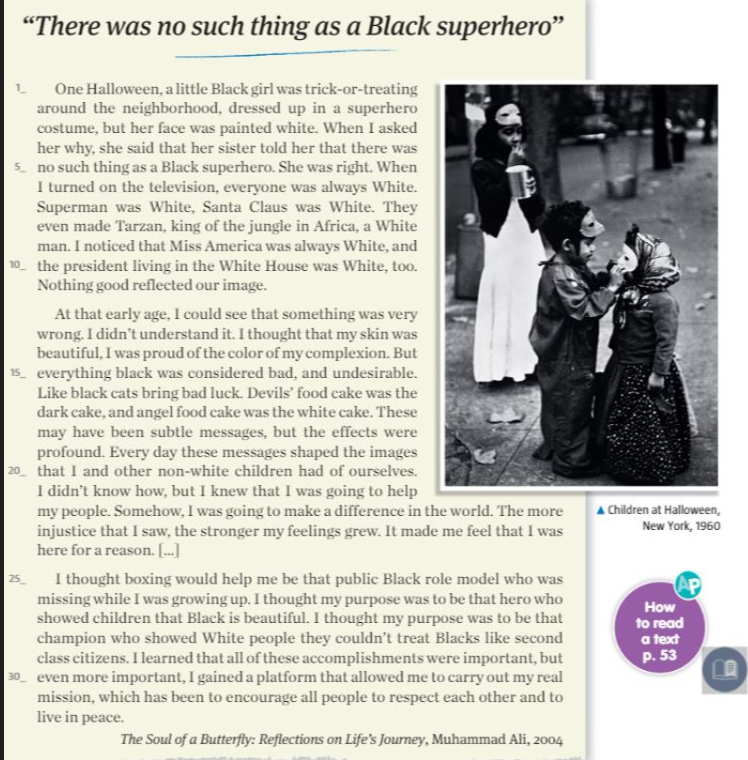 “There was no such thing as a Black superhero”
1_ One Halloween, a little Black girl was trick-or-treating
around the neighborhood, dressed up in a superhero
costume, but her face was painted white. When I asked
her why, she said that her sister told her that there was
5_ no such thing as a Black superhero. She was right. When
I turned on the television, everyone was always White.
Superman was White, Santa Claus was White. They
even made Tarzan, king of the jungle in Africa, a White
man. I noticed that Miss America was always White, and
10_ the president living in the White House was White, too.
Nothing good reflected our image.
At that early age, I could see that something was very
wrong. I didn’t understand it. I thought that my skin was
beautiful, I was proud of the color of my complexion. But
15_ everything black was considered bad, and undesirable.
Like black cats bring bad luck. Devils’ food cake was the
dark cake, and angel food cake was the white cake. These
may have been subtle messages, but the effects were
profound. Every day these messages shaped the images
20_ that I and other non-white children had of ourselves.
I didn’t know how, but I knew that I was going to help
my people. Somehow, I was going to make a difference in the world. The more
injustice that I saw, the stronger my feelings grew. It made me feel that I was
here for a reason. [...]
25_ I thought boxing would help me be that public Black role model who was
missing while I was growing up. I thought my purpose was to be that hero who
showed children that Black is beautiful. I thought my purpose was to be that
champion who showed White people they couldn’t treat Blacks like second
class citizens. I learned that all of these accomplishments were important, but
30_ even more important, I gained a platform that allowed me to carry out my real
mission, which has been to encourage all people to respect each other and to
live in peace.
The Soul of a Butterfly: Reflections on Life’s Journey, Muhammad Ali, 2004
▲ Children at Halloween,
New York, 1960
AP
How
to read
a text
p. 53